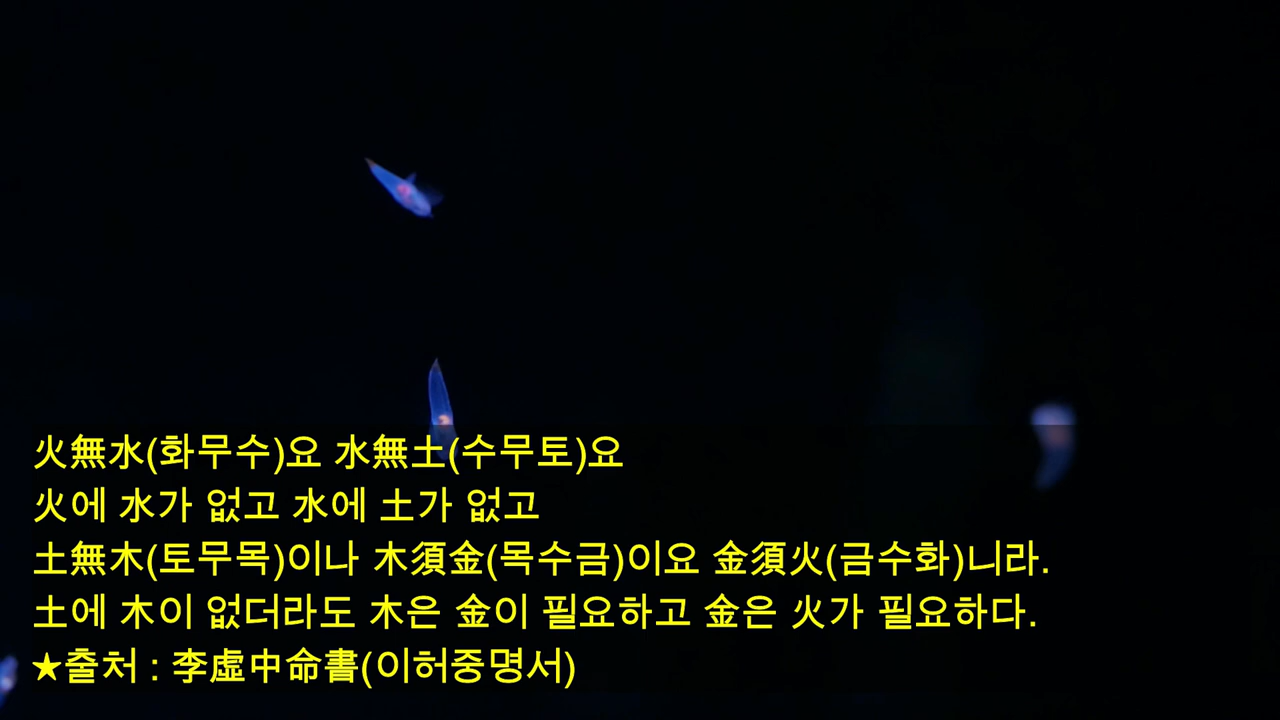 火無水(화무수)요 水無土(수무토)요
火에 水가 없고 水에 土가 없고
土無木(토무목)이나 木須金(목수금)이요 金須火(금수화)니라.
土에 木이 없더라도 木은 金이 필요하고 金은 火가 필요하다.
★출처 : 李虛中命書(이허중명서)